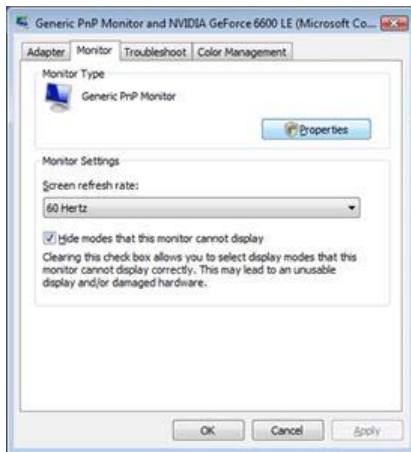 Generic PnP Monitor and NVIDIA GeForce 6600 LE (Microsoft Co...
Adapter Monitor Troubleshoot Color Management
Monitor Type
Generic PnP Monitor
Properties
Monitor Settings
Screen refresh rate:
60 Hertz
Hide modes that this monitor cannot display
Clearing this check box allows you to select display modes that this
monitor cannot display correctly. This may lead to an unusable
display and/or damaged hardware.
OK Cancel Apply